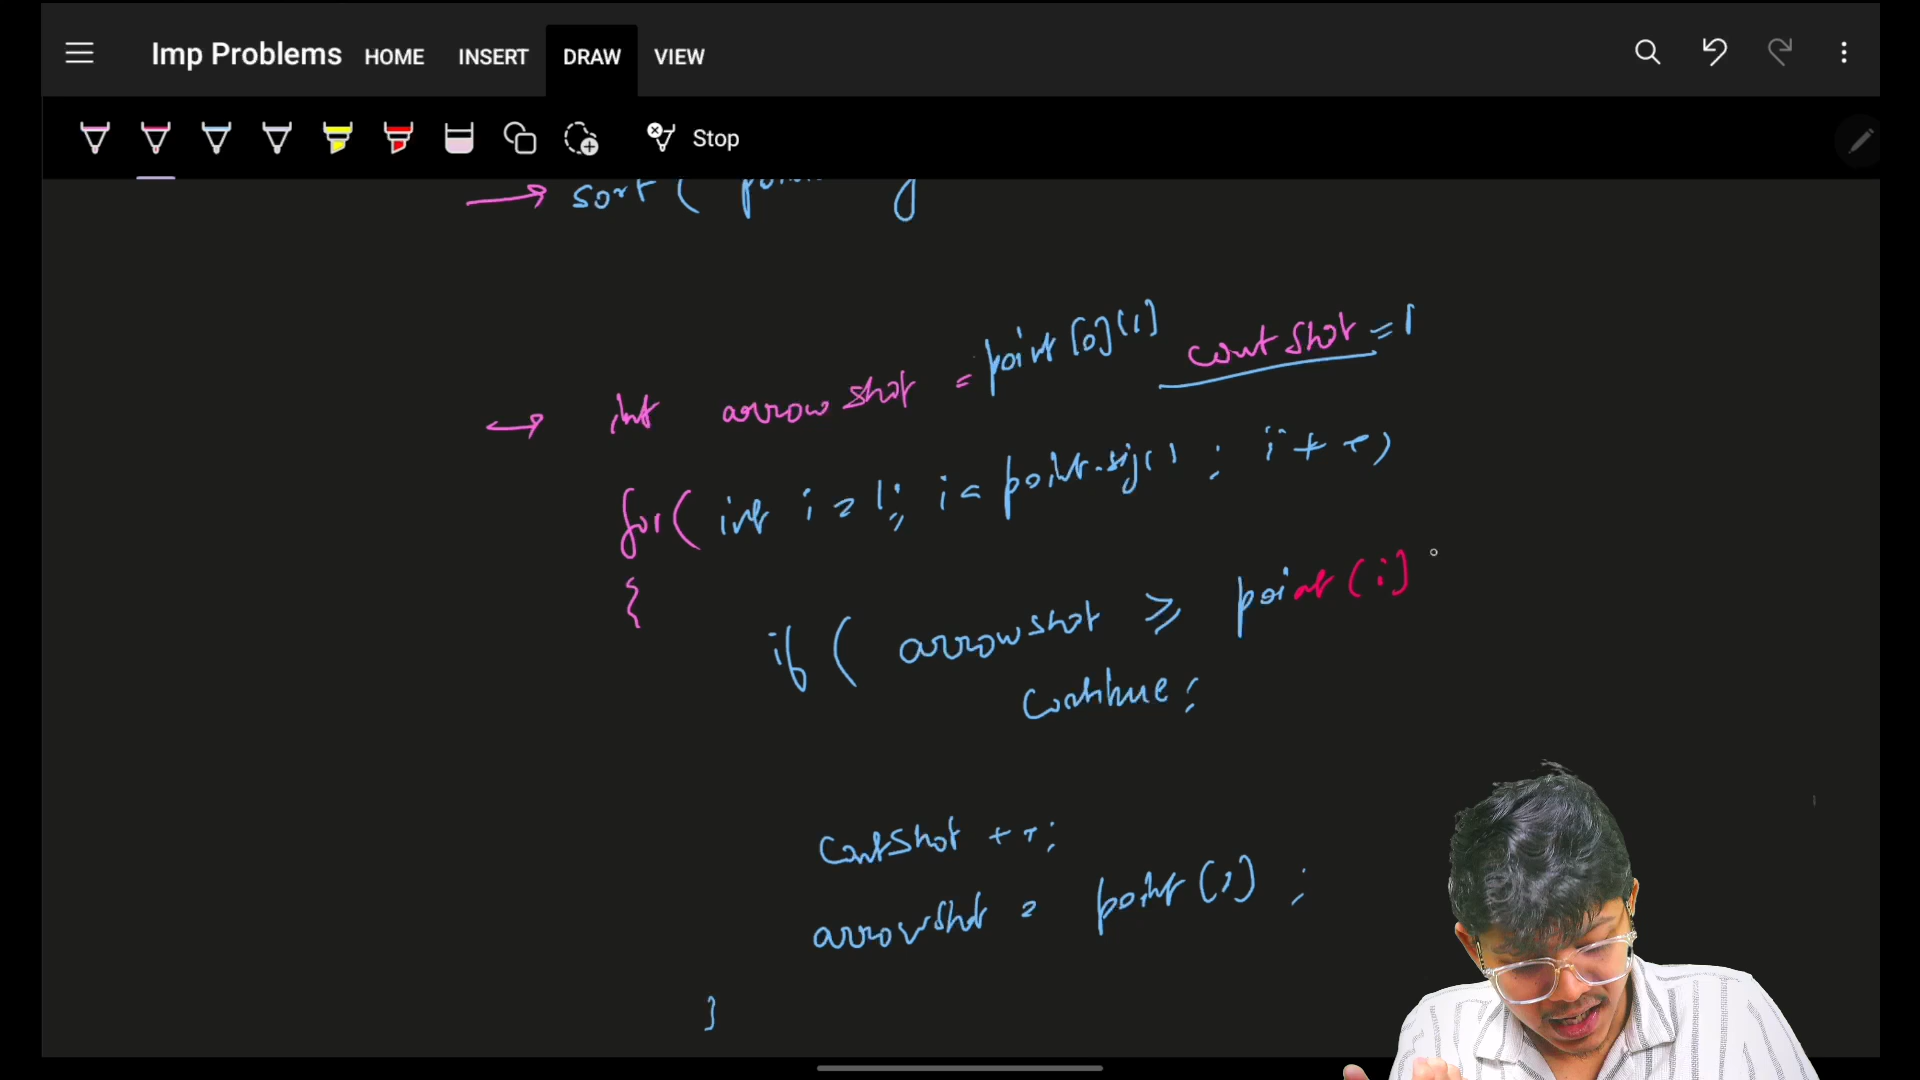 Imp Problems HOME INSERT DRAW VIEW
Stop
→ sort (
→ int arrowshot = point[0][1] countShot = 1
for( int i = 1; i < point.size() ; i++)
{
if ( arrowshot ≥ point[i]
Continue;
CountShot ++;
arrowShot = point[i] ;
}